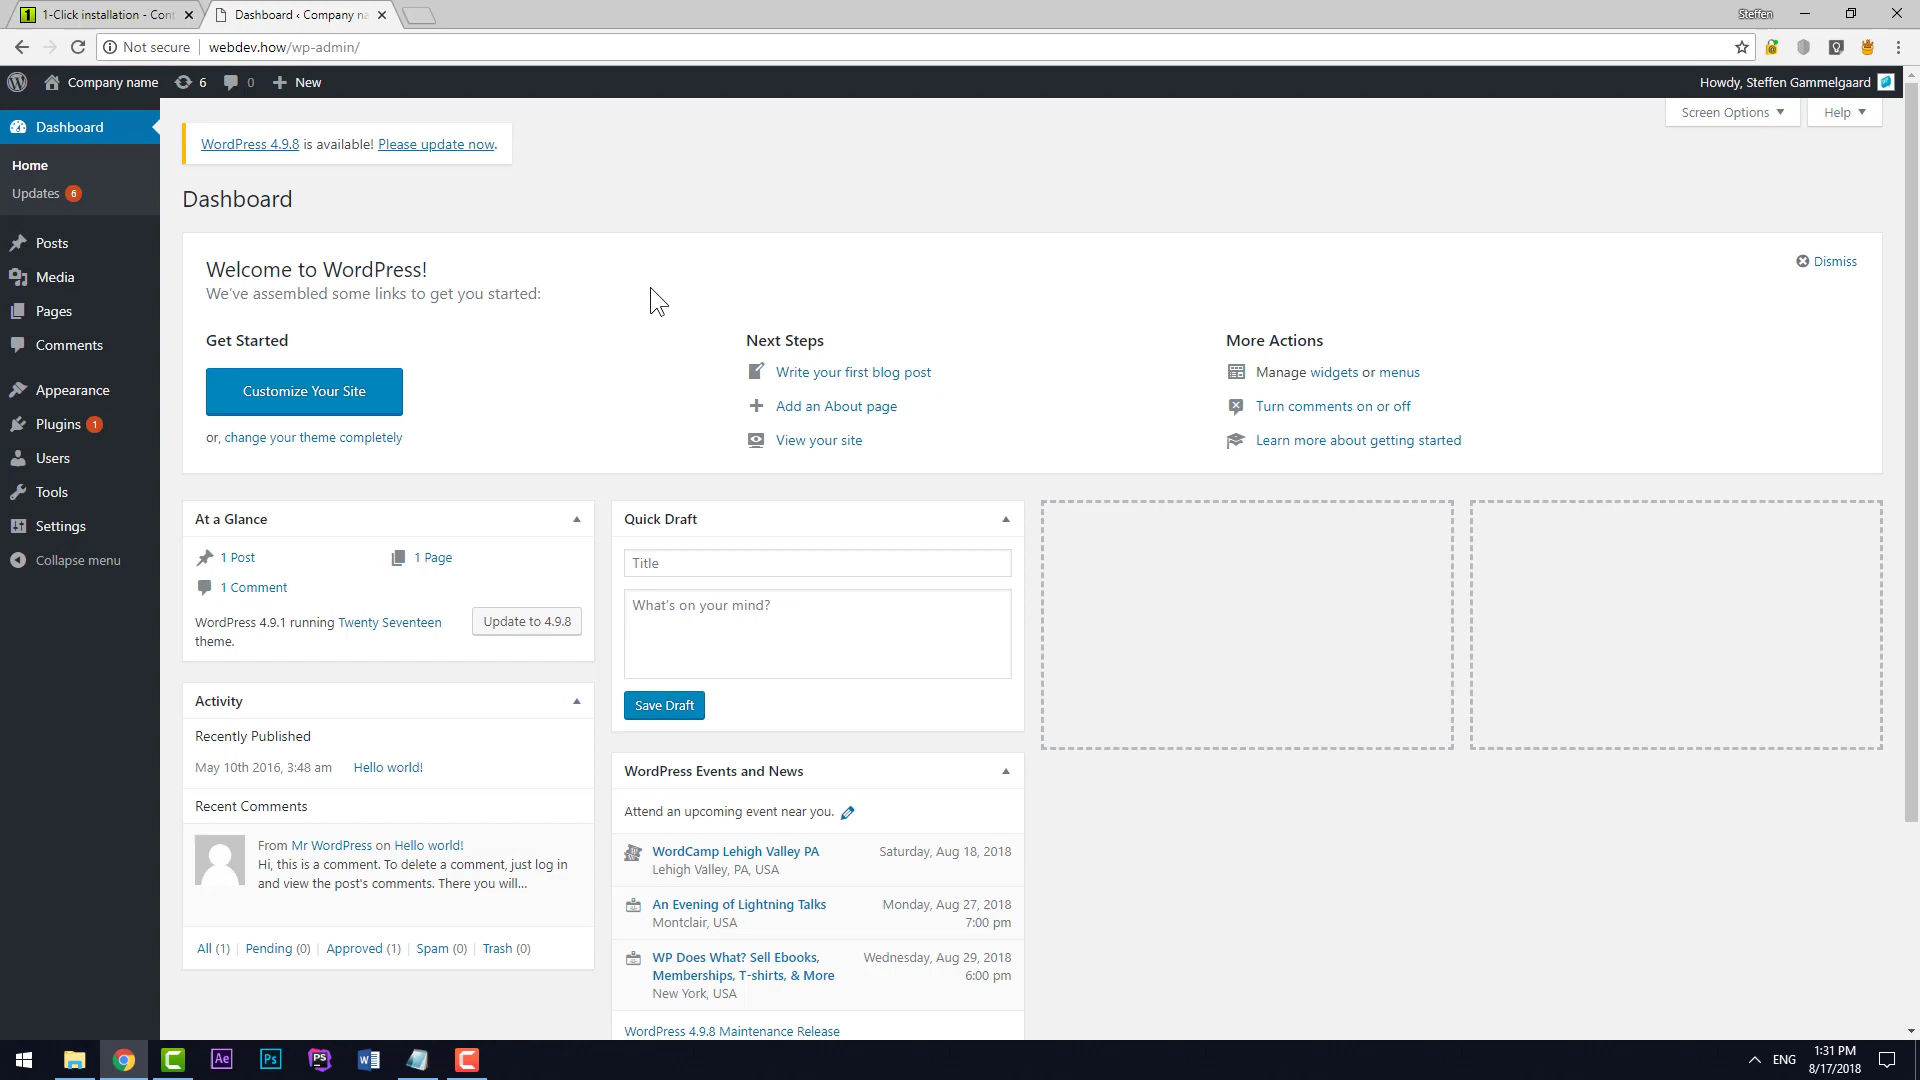 1-Click installation - Con
Dashboard ‹ Company na
Steffen
Not secure
webdev.how/wp-admin/
Company name
6
0
New
Howdy, Steffen Gammelgaard
Screen Options
Help
Dashboard
Home
Updates 6
Posts
Media
Pages
Comments
Appearance
Plugins 1
Users
Tools
Settings
Collapse menu
WordPress 4.9.8 is available! Please update now.
Dashboard
Welcome to WordPress!
We've assembled some links to get you started:
Dismiss
Get Started
Customize Your Site
or, change your theme completely
Next Steps
Write your first blog post
Add an About page
View your site
More Actions
Manage widgets or menus
Turn comments on or off
Learn more about getting started
At a Glance
1 Post
1 Page
1 Comment
WordPress 4.9.1 running Twenty Seventeen
theme.
Update to 4.9.8
Activity
Recently Published
May 10th 2016, 3:48 am Hello world!
Recent Comments
From Mr WordPress on Hello world!
Hi, this is a comment. To delete a comment, just log in
and view the post's comments. There you will...
All (1) | Pending (0) | Approved (1) | Spam (0) | Trash (0)
Quick Draft
Title
What's on your mind?
Save Draft
WordPress Events and News
Attend an upcoming event near you.
WordCamp Lehigh Valley PA
Saturday, Aug 18, 2018
Lehigh Valley, PA, USA
An Evening of Lightning Talks
Monday, Aug 27, 2018
Montclair, USA
7:00 pm
WP Does What? Sell Ebooks,
Wednesday, Aug 29, 2018
Memberships, T-shirts, & More
6:00 pm
New York, USA
WordPress 4.9.8 Maintenance Release
Ae
Ps
PS
ENG
1:31 PM
8/17/2018